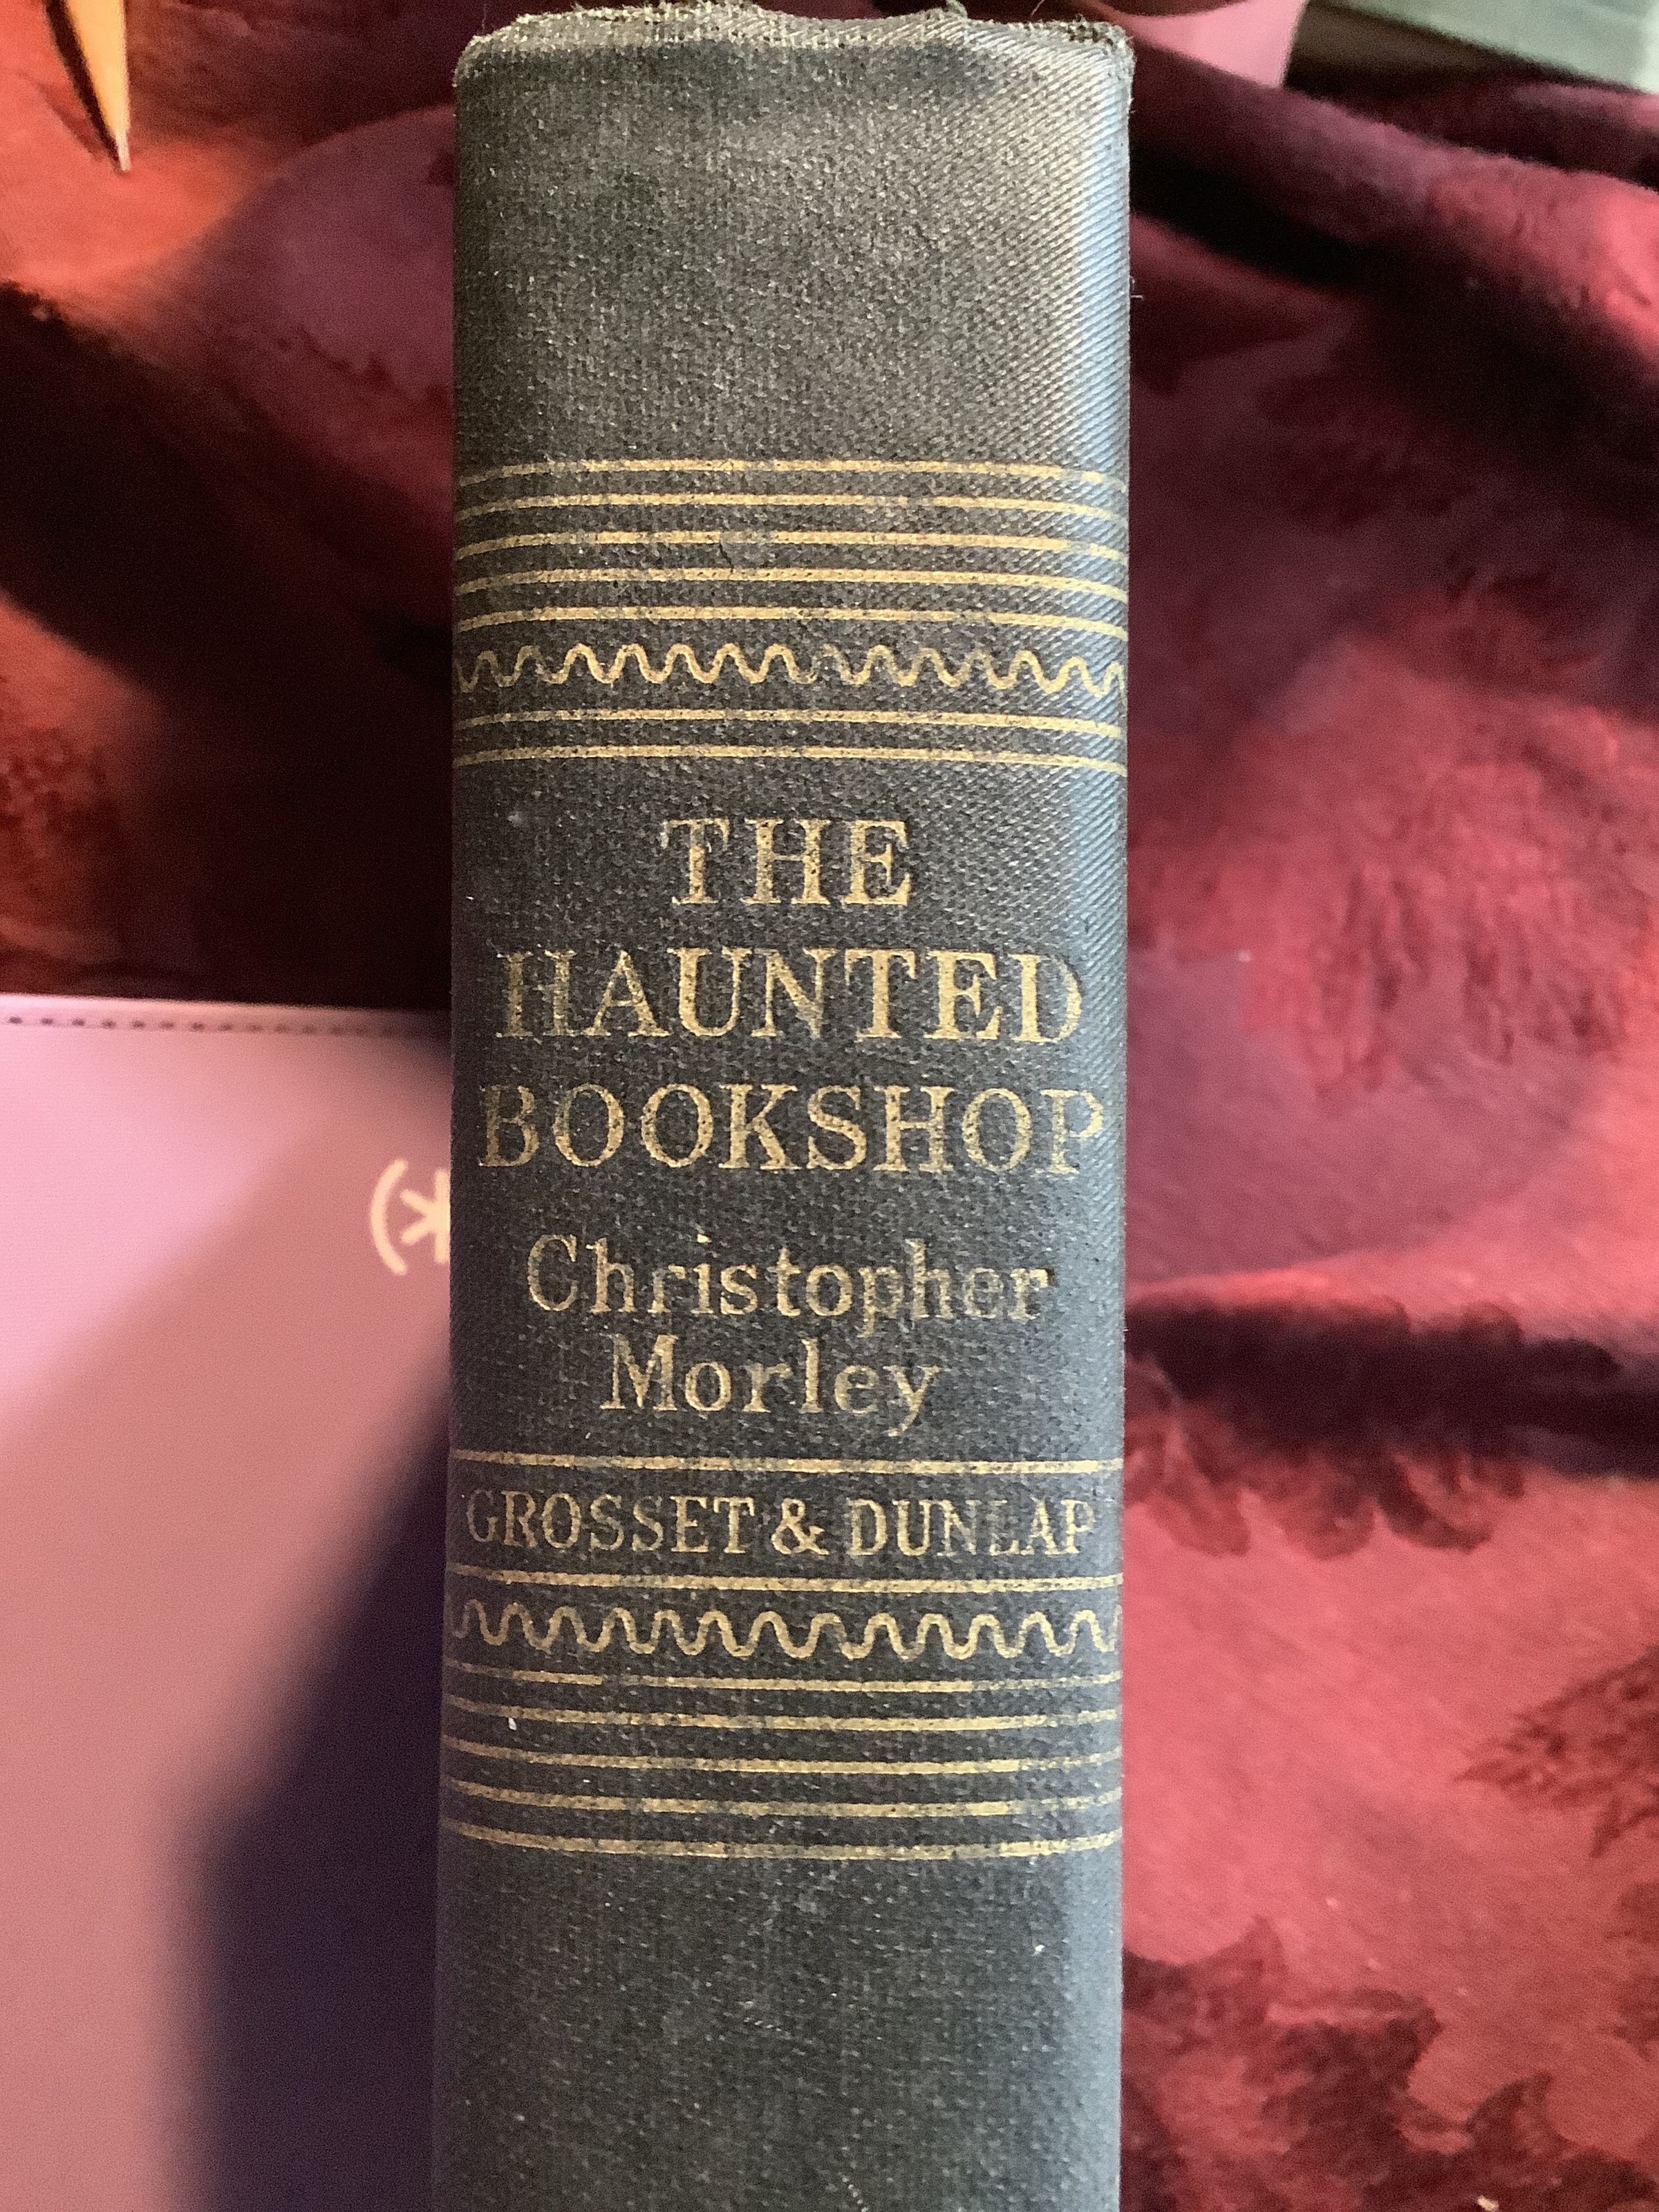 THE
HAUNTED
BOOKSHOP
Christopher
Morley
GROSSET & DUNLAP